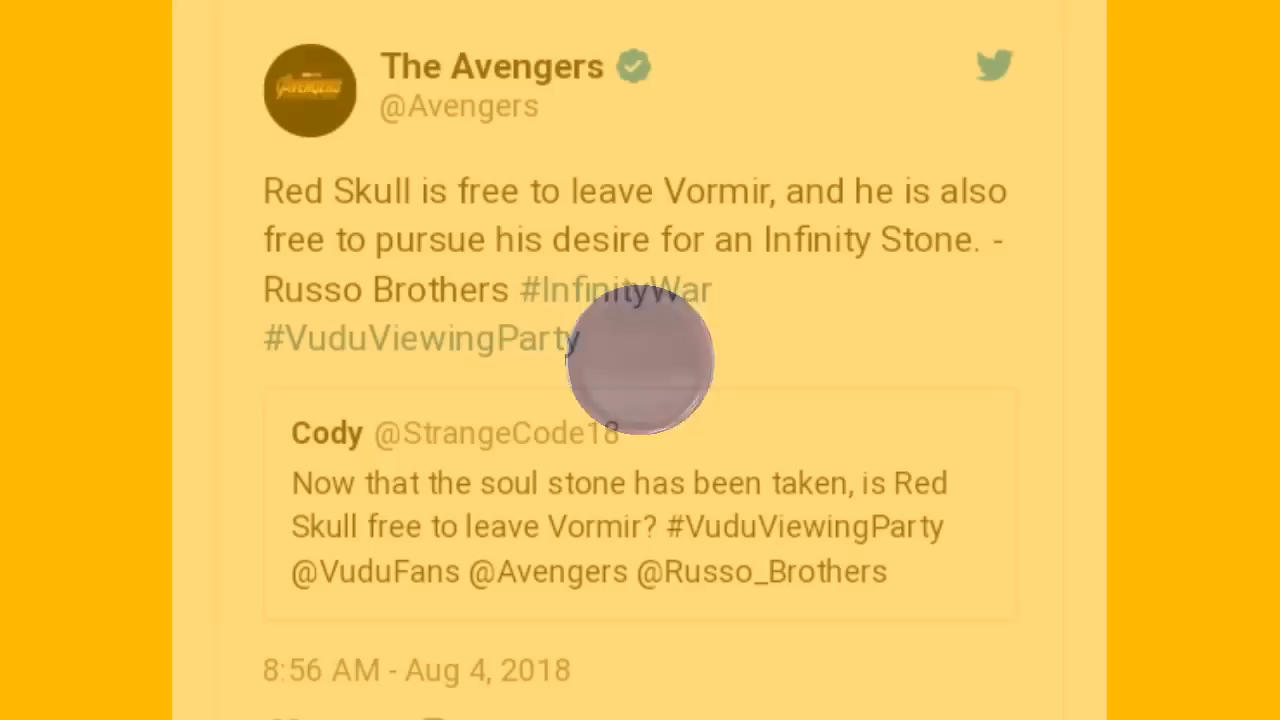 AVENGERS
The Avengers
@Avengers
Red Skull is free to leave Vormir, and he is also
free to pursue his desire for an Infinity Stone. -
Russo Brothers #InfinityWar
#VuduViewingParty
Cody @StrangeCode18
Now that the soul stone has been taken, is Red
Skull free to leave Vormir? #VuduViewingParty
@VuduFans @Avengers @Russo_Brothers
8:56 AM - Aug 4, 2018